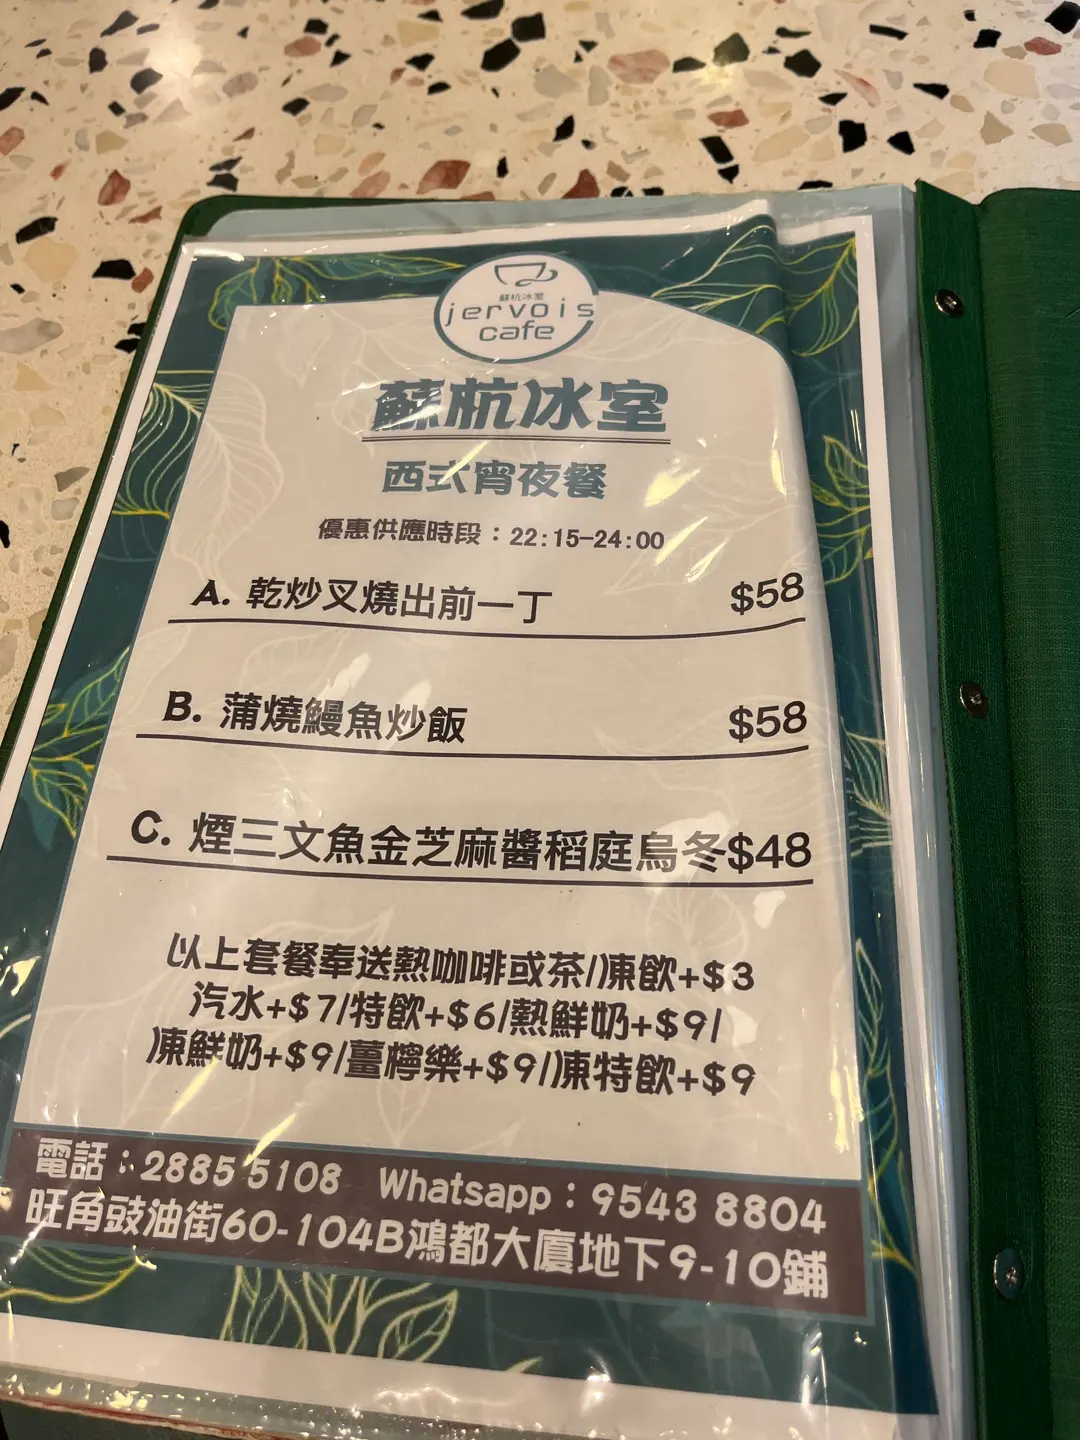 蘇杭冰室
jervois
cafe
蘇杭冰室
西式宵夜餐
優惠供應時段：22:15-24:00
A. 乾炒叉燒出前一丁 $58
B. 蒲燒鰻魚炒飯 $58
C. 煙三文魚金芝麻醬稻庭烏冬$48
以上套餐奉送熱咖啡或茶/凍飲+$3
汽水+$7/特飲+$6/熱鮮奶+$9/
凍鮮奶+$9/薑檸樂+$9/凍特飲+$9
電話：2885 5108 Whatsapp：9543 8804
旺角豉油街60-104B鴻都大廈地下9-10鋪